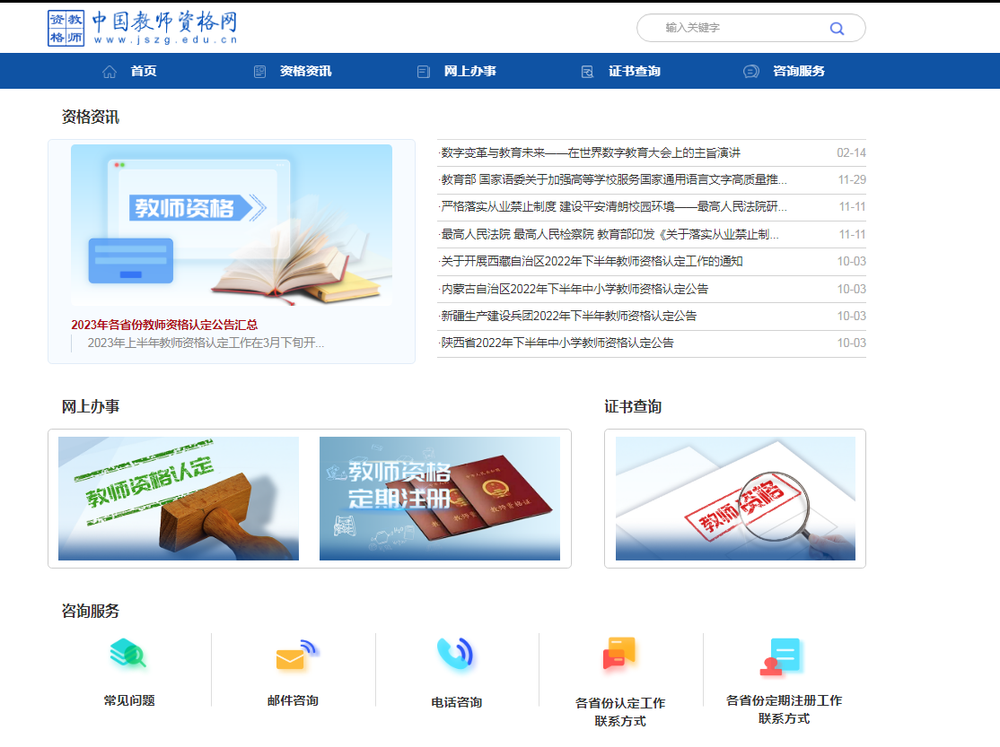 资教
格师
中国教师资格网
www.jszg.edu.cn
输入关键字
首页
资格资讯
网上办事
证书查询
咨询服务
资格资讯
教师资格
2023年各省份教师资格认定公告汇总
2023年上半年教师资格认定工作在3月下旬开...
·数字变革与教育未来——在世界数字教育大会上的主旨演讲 02-14
·教育部 国家语委关于加强高等学校服务国家通用语言文字高质量推... 11-29
·严格落实从业禁止制度 建设平安清朗校园环境——最高人民法院研... 11-11
·最高人民法院 最高人民检察院 教育部印发《关于落实从业禁止制... 11-11
·关于开展西藏自治区2022年下半年教师资格认定工作的通知 10-03
·内蒙古自治区2022年下半年中小学教师资格认定公告 10-03
·新疆生产建设兵团2022年下半年教师资格认定公告 10-03
·陕西省2022年下半年中小学教师资格认定公告 10-03
网上办事
教师资格认定
教师资格
定期注册
教师资格证
证书查询
教师资格
咨询服务
常见问题
邮件咨询
电话咨询
各省份认定工作
联系方式
各省份定期注册工作
联系方式